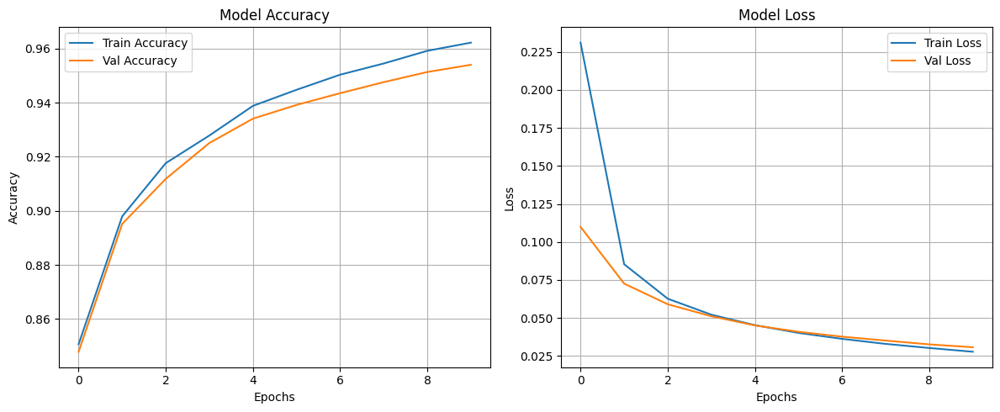 Model Accuracy
Train Accuracy
Val Accuracy
0.96
0.94
0.92
0.90
0.88
0.86
Accuracy
0
2
4
6
8
Epochs
Model Loss
Train Loss
Val Loss
0.225
0.200
0.175
0.150
0.125
0.100
0.075
0.050
0.025
Loss
0
2
4
6
8
Epochs